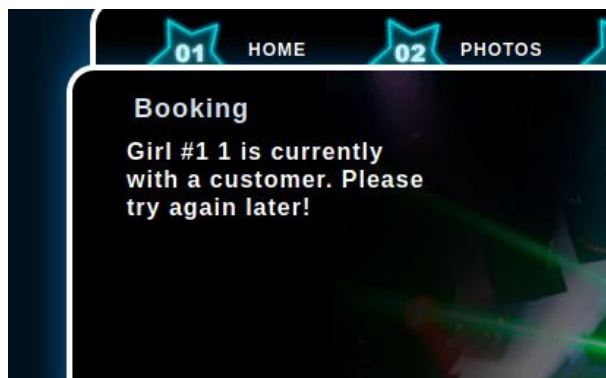 01 HOME 02 PHOTOS
Booking
Girl #1 1 is currently
with a customer. Please
try again later!